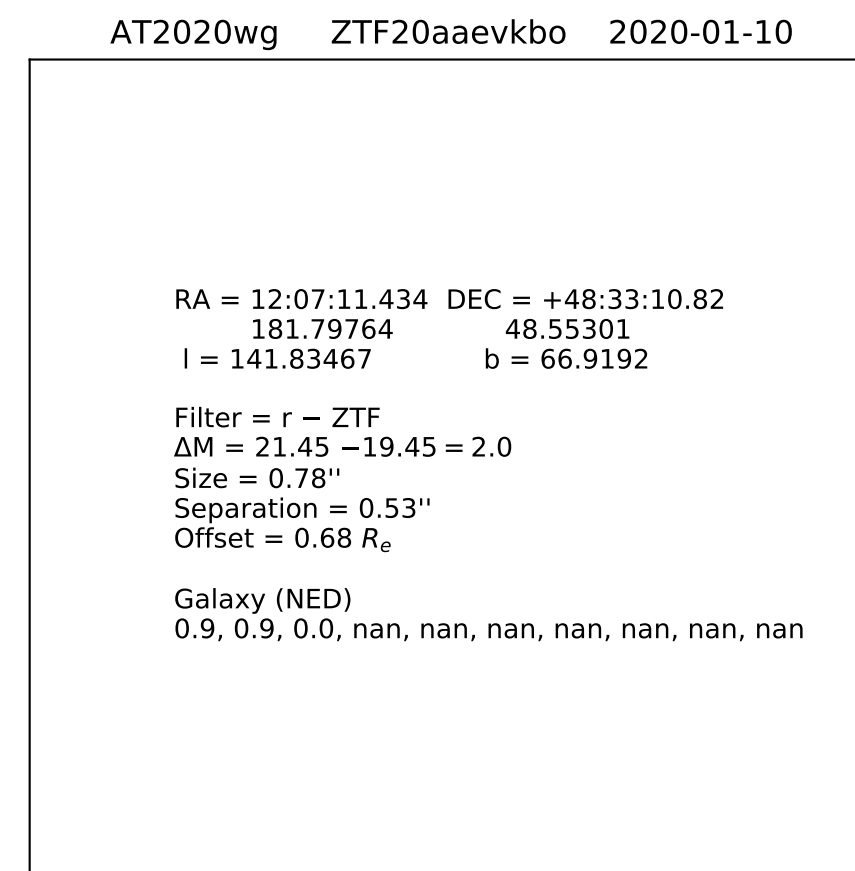 AT2020wg ZTF20aaevkbo 2020-01-10
RA = 12:07:11.434 DEC = +48:33:10.82
181.79764 48.55301
l = 141.83467 b = 66.9192
Filter = r − ZTF
ΔM = 21.45 −19.45 = 2.0
Size = 0.78''
Separation = 0.53''
Offset = 0.68 Rₑ
Galaxy (NED)
0.9, 0.9, 0.0, nan, nan, nan, nan, nan, nan, nan